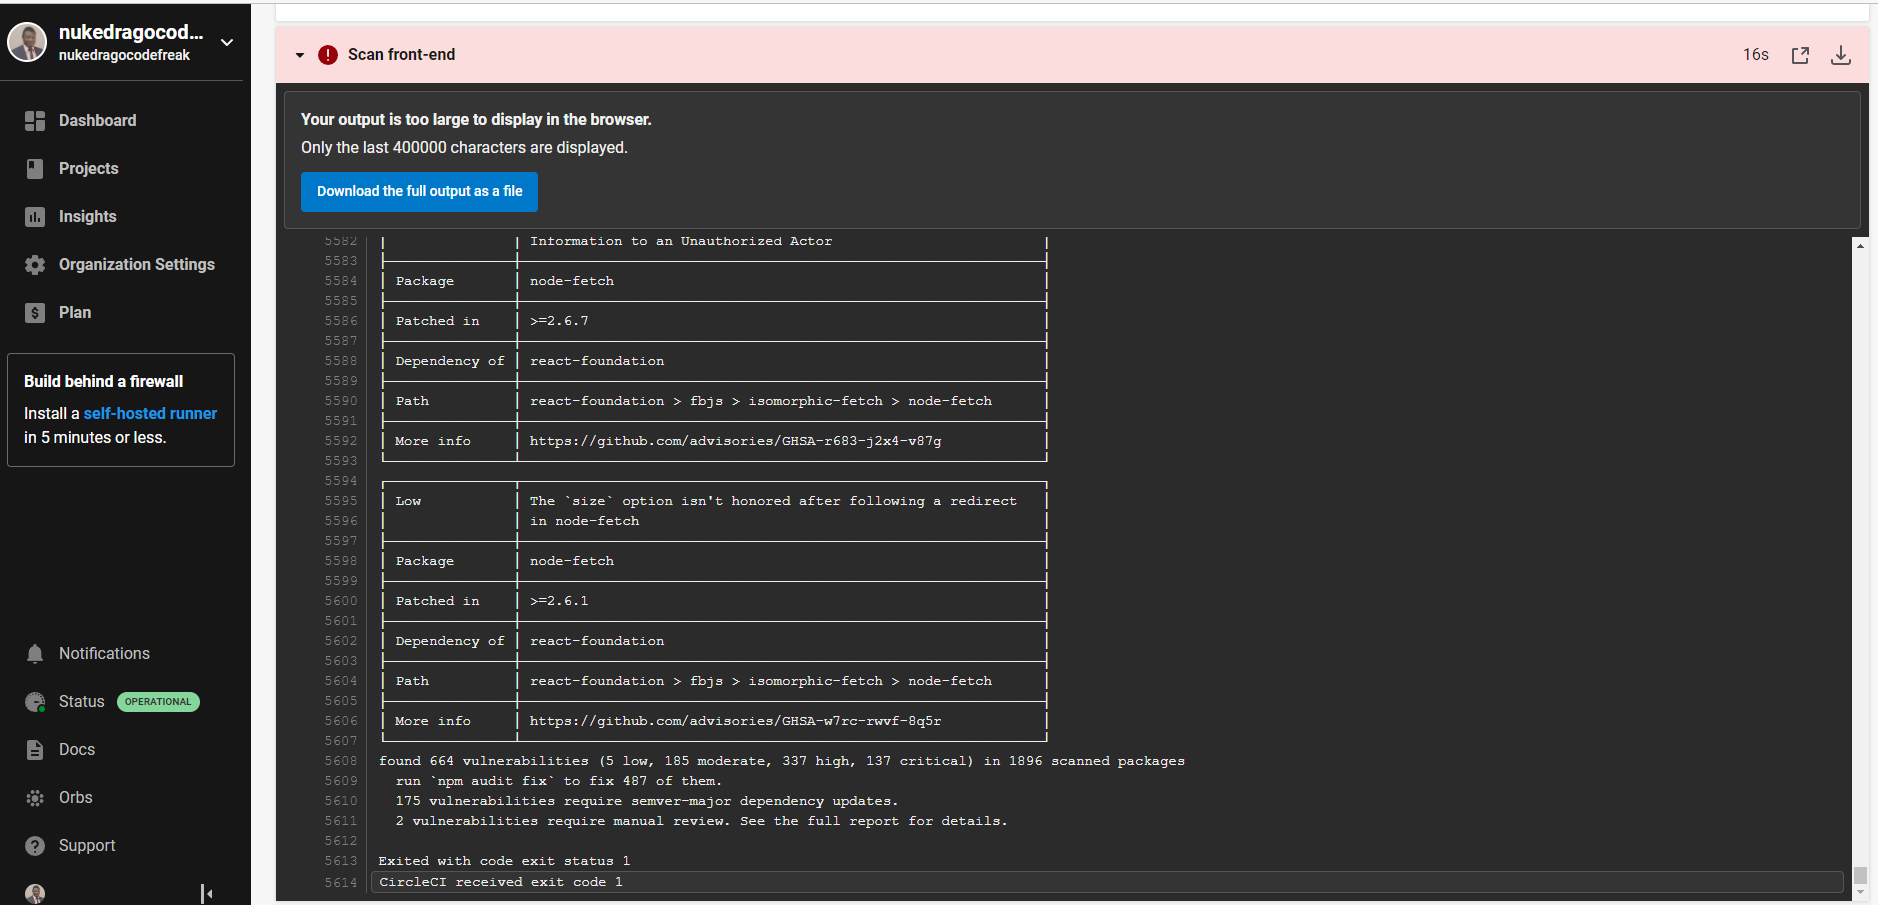 nukedragocod...
nukedragocodefreak
Dashboard
Projects
Insights
Organization Settings
Plan
Build behind a firewall
Install a self-hosted runner
in 5 minutes or less.
Notifications
Status OPERATIONAL
Docs
Orbs
Support
Scan front-end 16s
Your output is too large to display in the browser.
Only the last 400000 characters are displayed.
Download the full output as a file
5582 Information to an Unauthorized Actor
5583
5584 Package node-fetch
5585
5586 Patched in >=2.6.7
5587
5588 Dependency of react-foundation
5589
5590 Path react-foundation > fbjs > isomorphic-fetch > node-fetch
5591
5592 More info https://github.com/advisories/GHSA-r683-j2x4-v87g
5593
5594
5595 Low The `size` option isn't honored after following a redirect
5596 in node-fetch
5597
5598 Package node-fetch
5599
5600 Patched in >=2.6.1
5601
5602 Dependency of react-foundation
5603
5604 Path react-foundation > fbjs > isomorphic-fetch > node-fetch
5605
5606 More info https://github.com/advisories/GHSA-w7rc-rwvf-8q5r
5607
5608 found 664 vulnerabilities (5 low, 185 moderate, 337 high, 137 critical) in 1896 scanned packages
5609 run `npm audit fix` to fix 487 of them.
5610 175 vulnerabilities require semver-major dependency updates.
5611 2 vulnerabilities require manual review. See the full report for details.
5612
5613 Exited with code exit status 1
5614 CircleCI received exit code 1